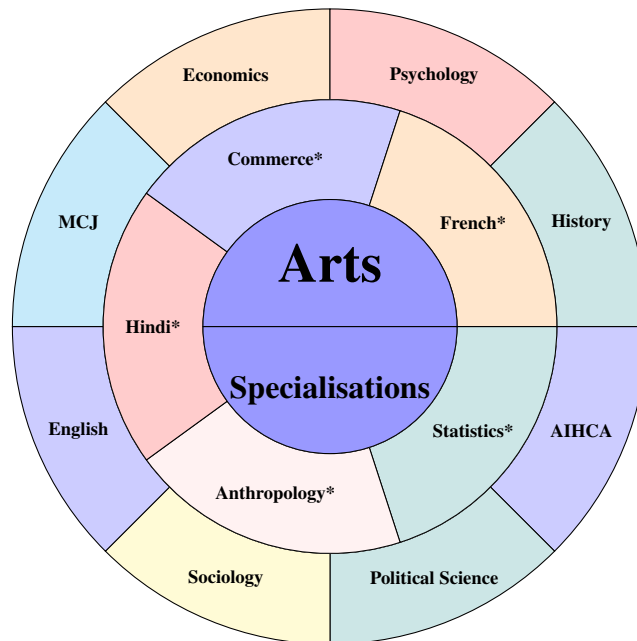 Economics
Psychology
Commerce*
MCJ
French*
History
Arts
Hindi*
Specialisations
English
Statistics*
AIHCA
Anthropology*
Sociology
Political Science